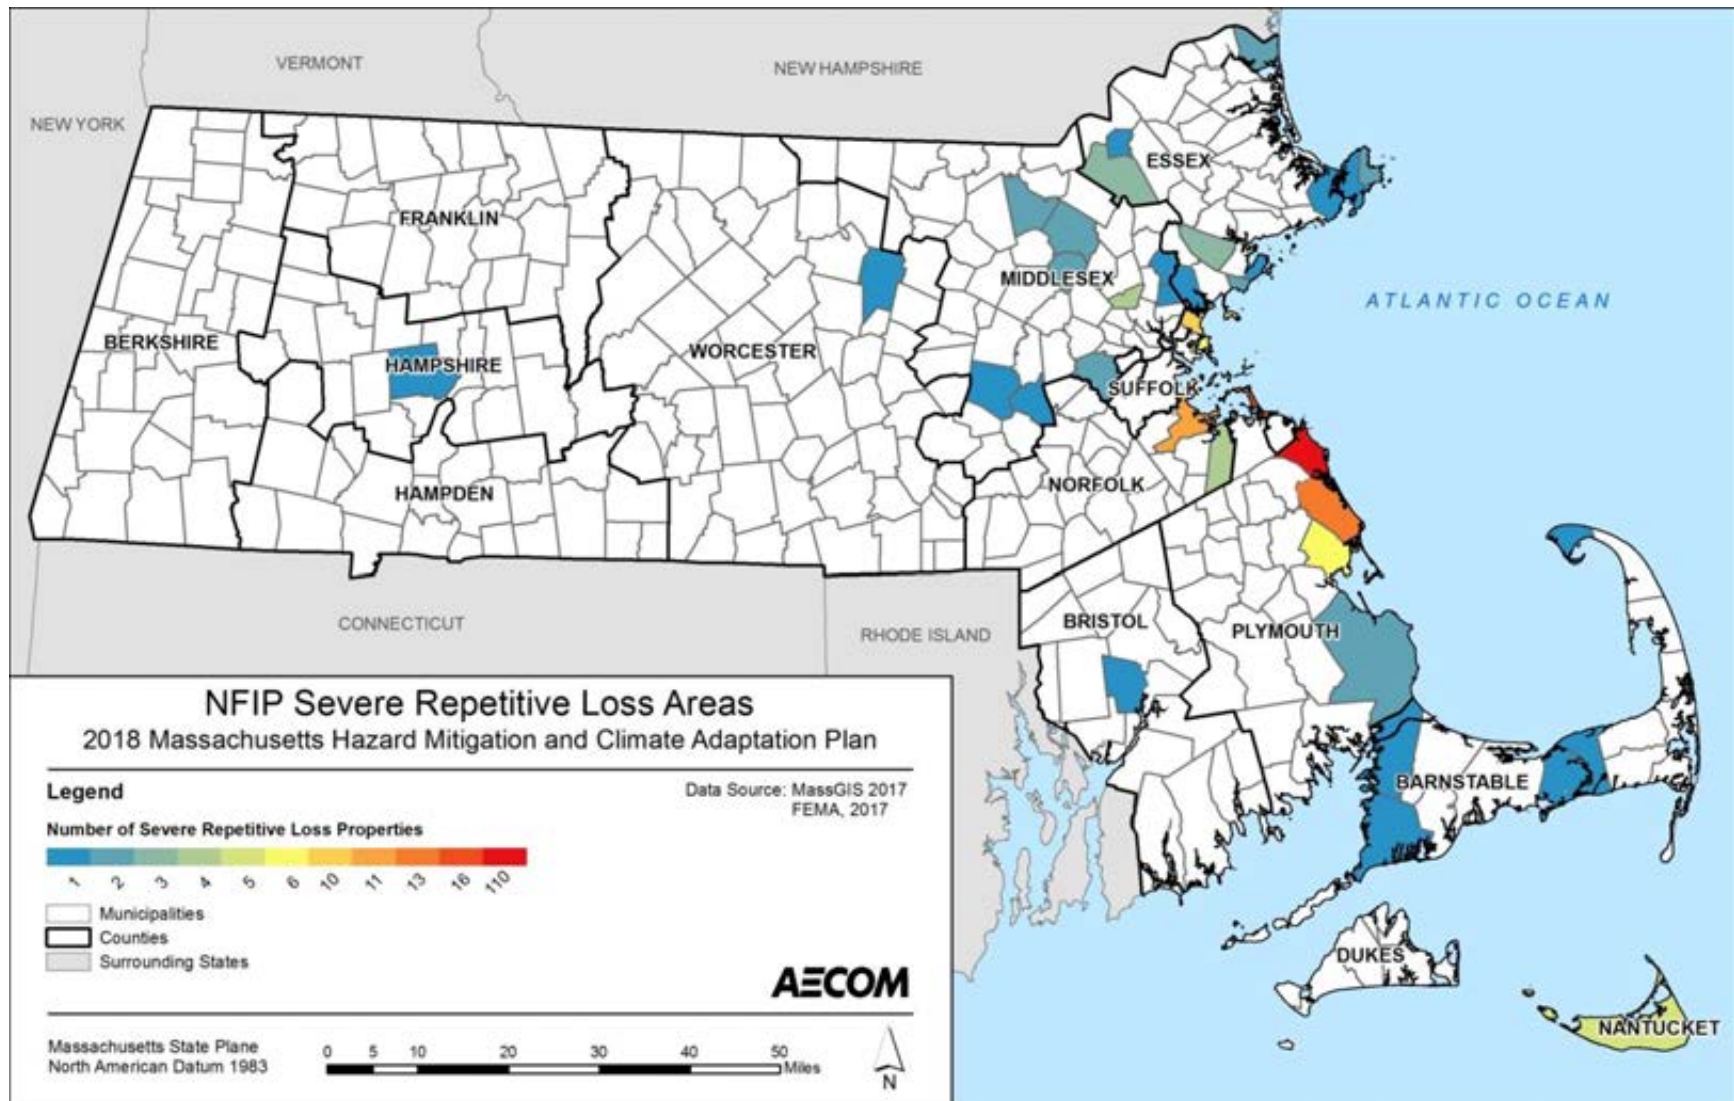 VERMONT
NEW HAMPSHIRE
NEW YORK
ESSEX
FRANKLIN
MIDDLESEX
ATLANTIC OCEAN
BERKSHIRE
HAMPSHIRE
WORCESTER
SUFFOLK
HAMPDEN
NORFOLK
CONNECTICUT
RHODE ISLAND
BRISTOL
PLYMOUTH
BARNSTABLE
DUKES
NANTUCKET
NFIP Severe Repetitive Loss Areas
2018 Massachusetts Hazard Mitigation and Climate Adaptation Plan
Legend
Data Source: MassGIS 2017
FEMA, 2017
Number of Severe Repetitive Loss Properties
1 2 3 4 5 6 10 11 13 16 110
Municipalities
Counties
Surrounding States
AECOM
Massachusetts State Plane
North American Datum 1983
0 5 10 20 30 40 50
Miles
N